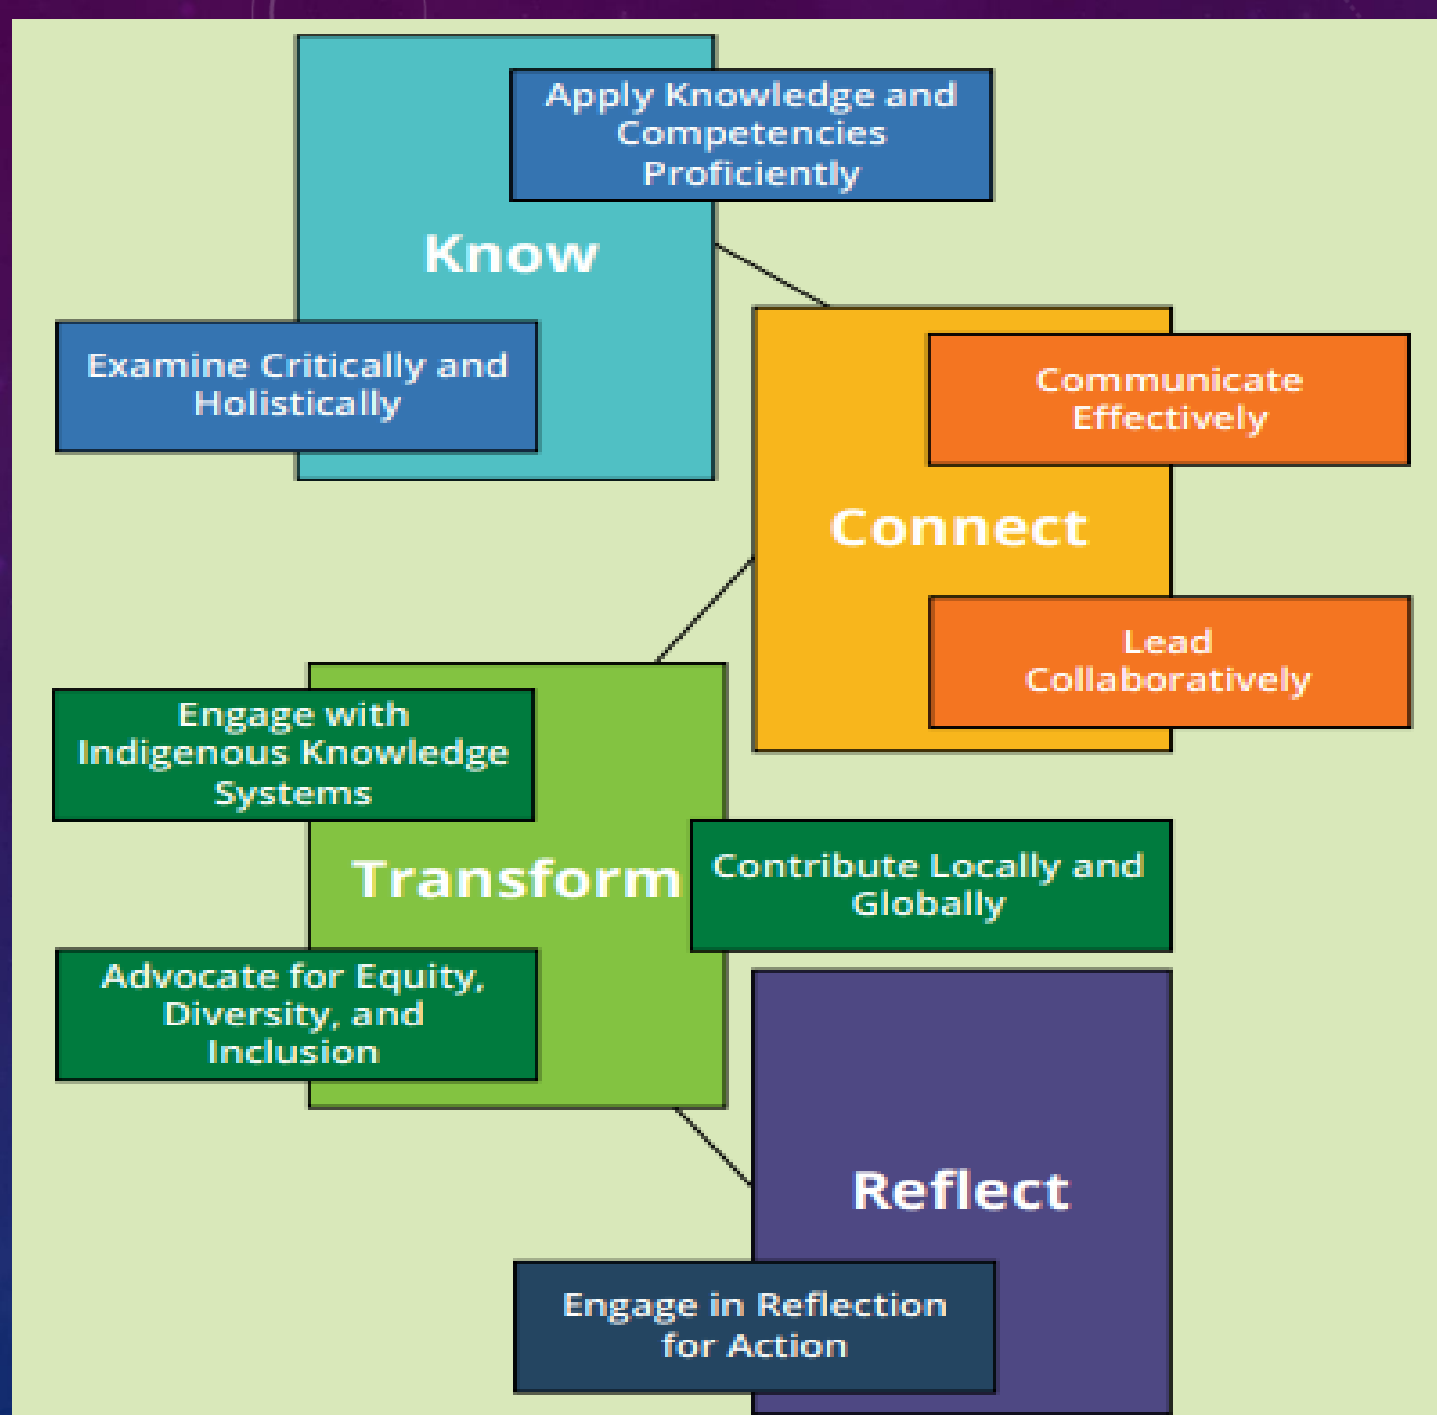 Apply Knowledge and
Competencies
Proficiently
Know
Examine Critically and
Holistically
Communicate
Effectively
Connect
Lead
Collaboratively
Engage with
Indigenous Knowledge
Systems
Transform
Contribute Locally and
Globally
Advocate for Equity,
Diversity, and
Inclusion
Reflect
Engage in Reflection
for Action